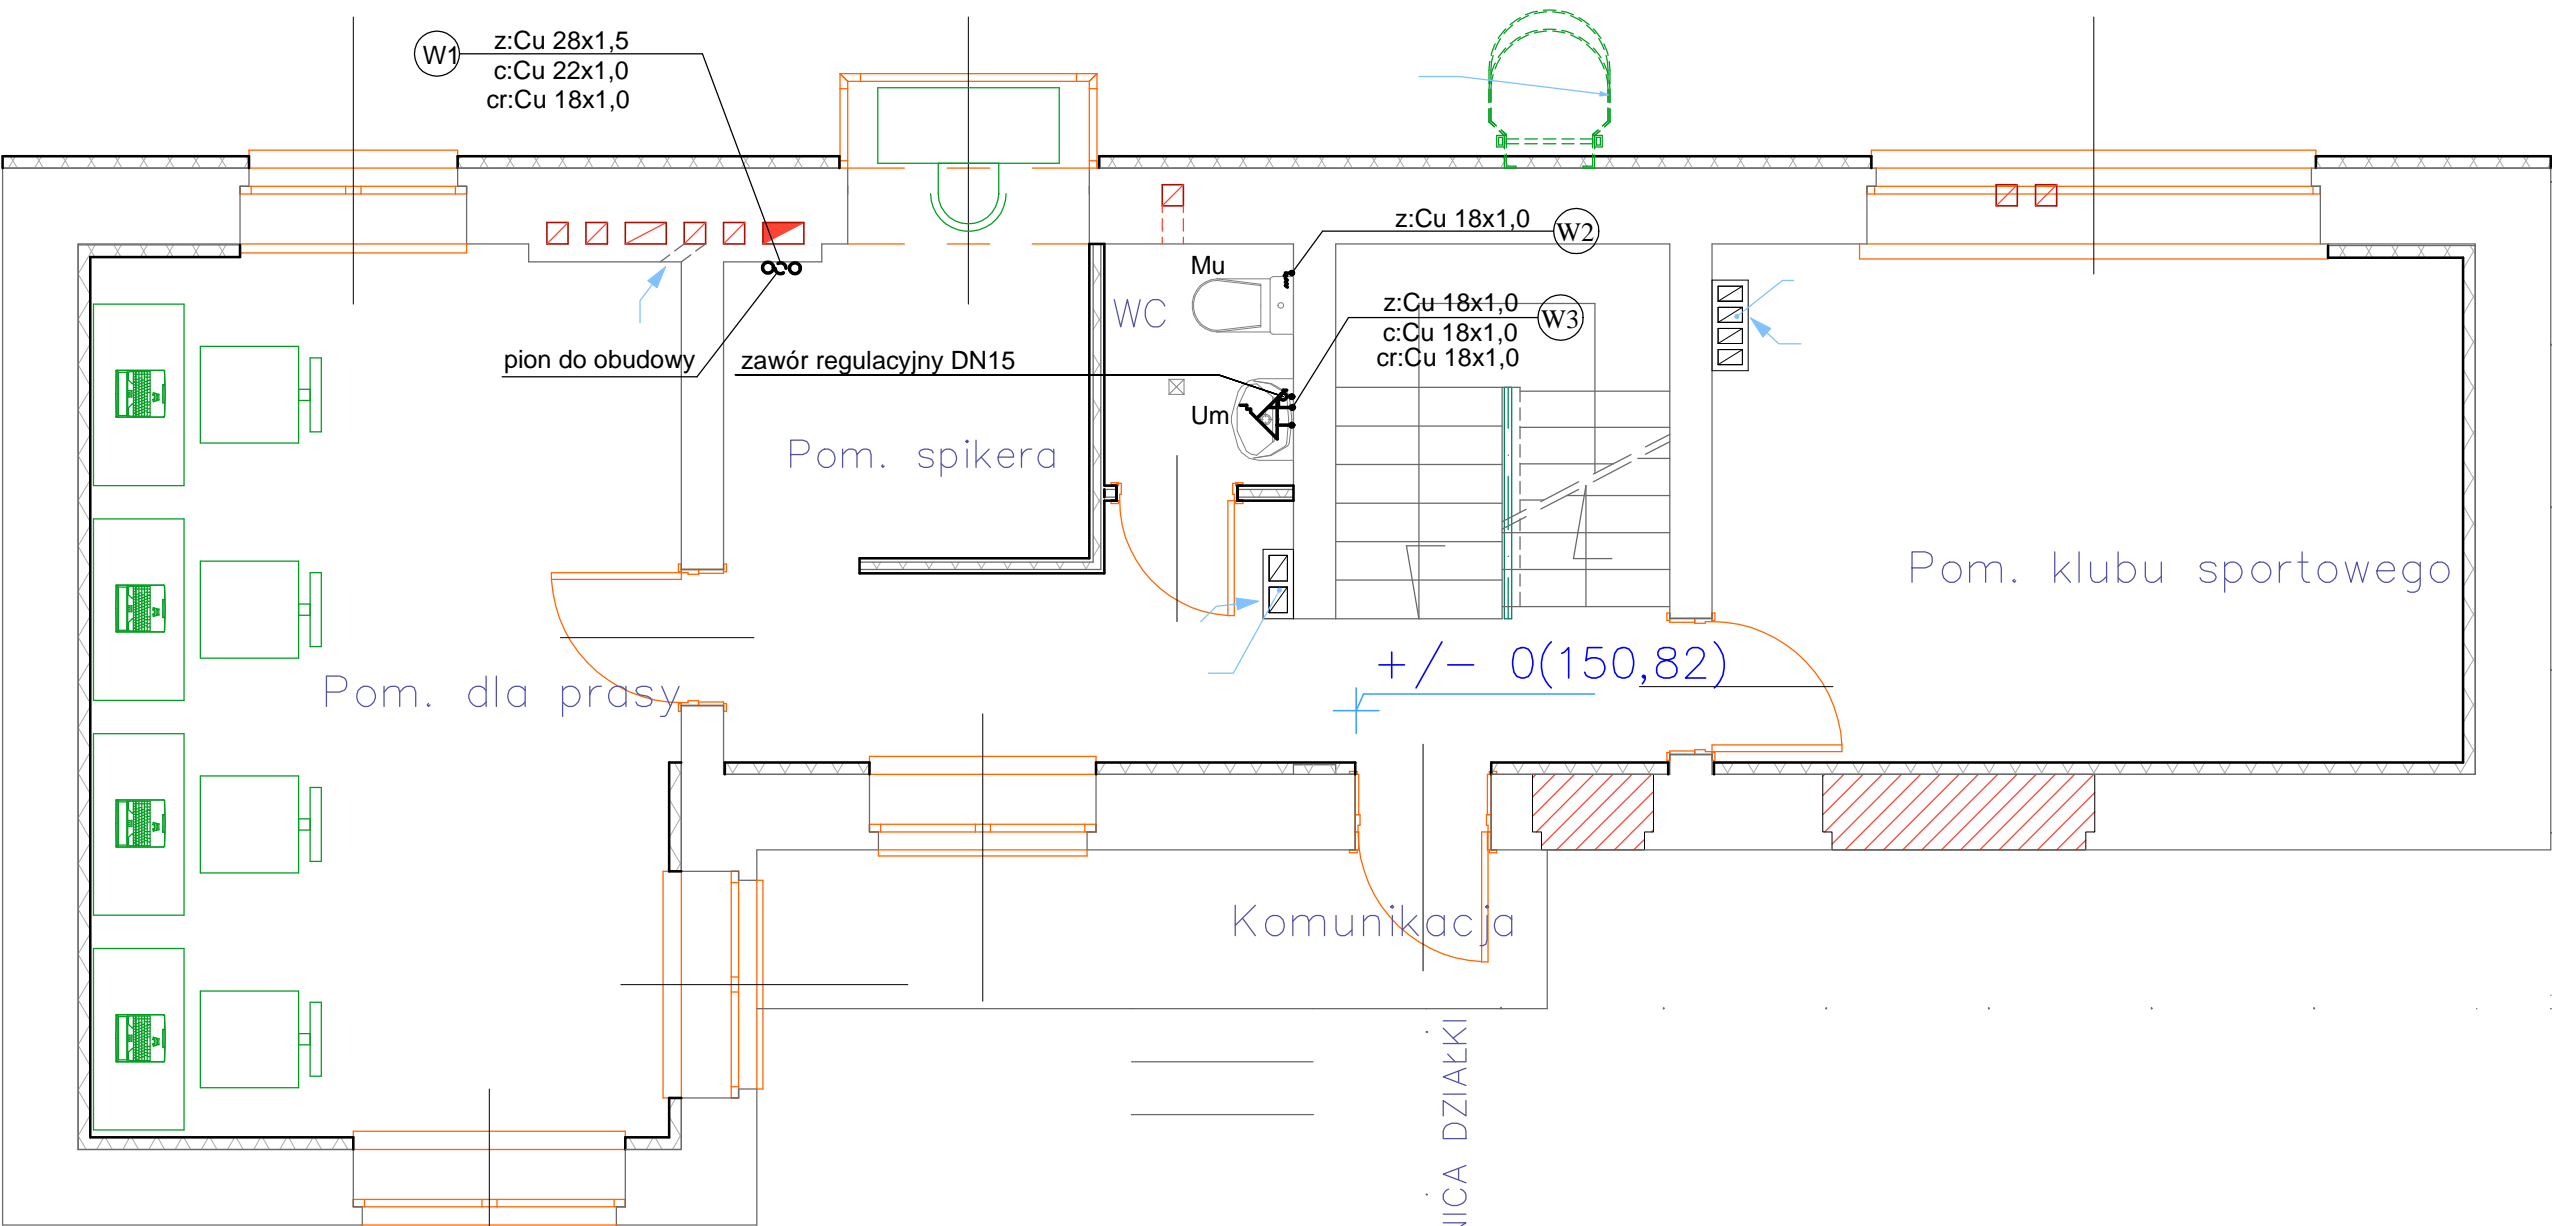 W1
z:Cu 28x1,5
c:Cu 22x1,0
cr:Cu 18x1,0
z:Cu 18x1,0
W2
Mu
WC
z:Cu 18x1,0
c:Cu 18x1,0
cr:Cu 18x1,0
W3
pion do obudowy
zawór regulacyjny DN15
Um
Pom. spikera
Pom. klubu sportowego
+/- 0(150,82)
Pom. dla prasy
Komunikacja
NICA DZIAŁKI